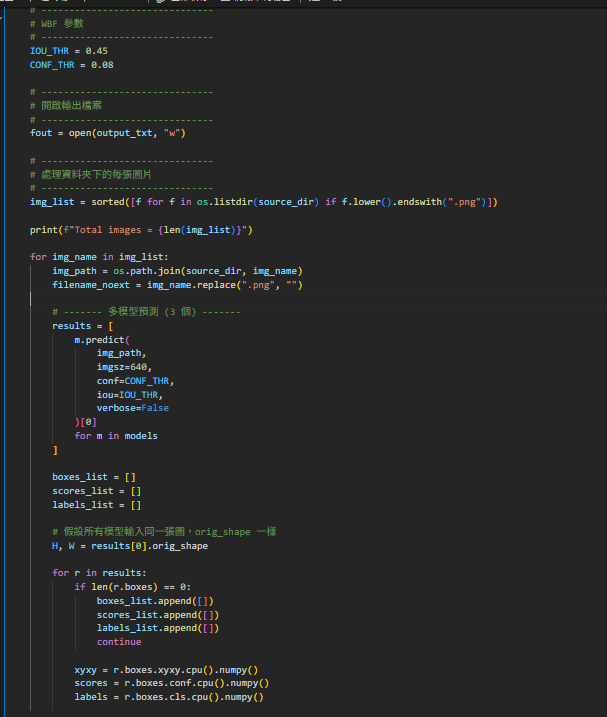 # -------------------------------
# WBF 參數
# -------------------------------
IOU_THR = 0.45
CONF_THR = 0.08
# -------------------------------
# 開啟輸出檔案
# -------------------------------
fout = open(output_txt, "w")
# -------------------------------
# 處理資料夾下的每張圖片
# -------------------------------
img_list = sorted([f for f in os.listdir(source_dir) if f.lower().endswith(".png")])
print(f"Total images = {len(img_list)}")
for img_name in img_list:
    img_path = os.path.join(source_dir, img_name)
    filename_noext = img_name.replace(".png", "")
    # ------- 多模型預測 (3 個) -------
    results = [
        m.predict(
            img_path,
            imgsz=640,
            conf=CONF_THR,
            iou=IOU_THR,
            verbose=False
        )[0]
        for m in models
    ]
    boxes_list = []
    scores_list = []
    labels_list = []
    # 假設所有模型輸入同一張圖，orig_shape 一樣
    H, W = results[0].orig_shape
    for r in results:
        if len(r.boxes) == 0:
            boxes_list.append([])
            scores_list.append([])
            labels_list.append([])
            continue
        xyxy = r.boxes.xyxy.cpu().numpy()
        scores = r.boxes.conf.cpu().numpy()
        labels = r.boxes.cls.cpu().numpy()